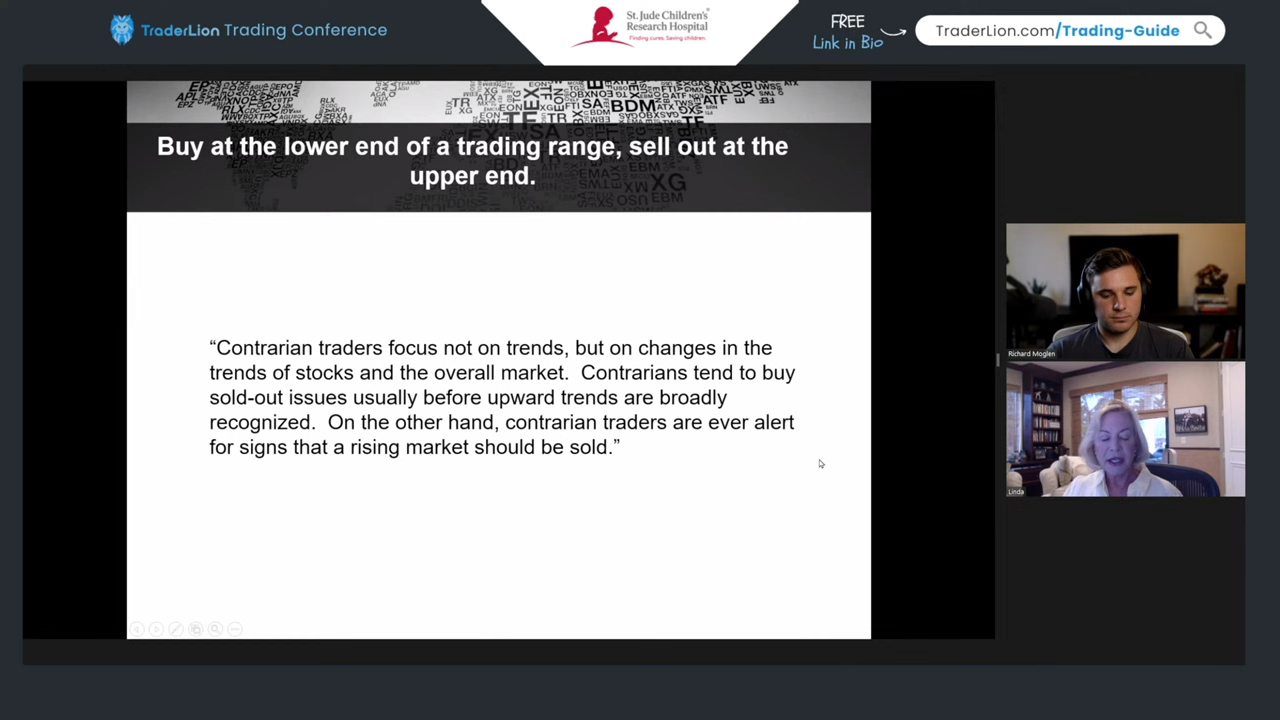 TraderLion Trading Conference
St. Jude Children's
Research Hospital
Finding cures. Saving children.
FREE
Link in Bio
TraderLion.com/Trading-Guide
Buy at the lower end of a trading range, sell out at the
upper end.
“Contrarian traders focus not on trends, but on changes in the
trends of stocks and the overall market.  Contrarians tend to buy
sold-out issues usually before upward trends are broadly
recognized.  On the other hand, contrarian traders are ever alert
for signs that a rising market should be sold.”
Richard Moglen
Linda